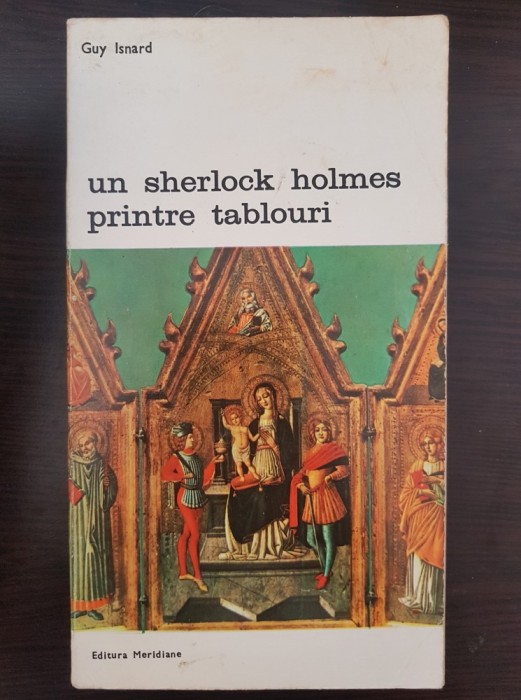 Guy Isnard
un sherlock holmes
printre tablouri
Editura Meridiane